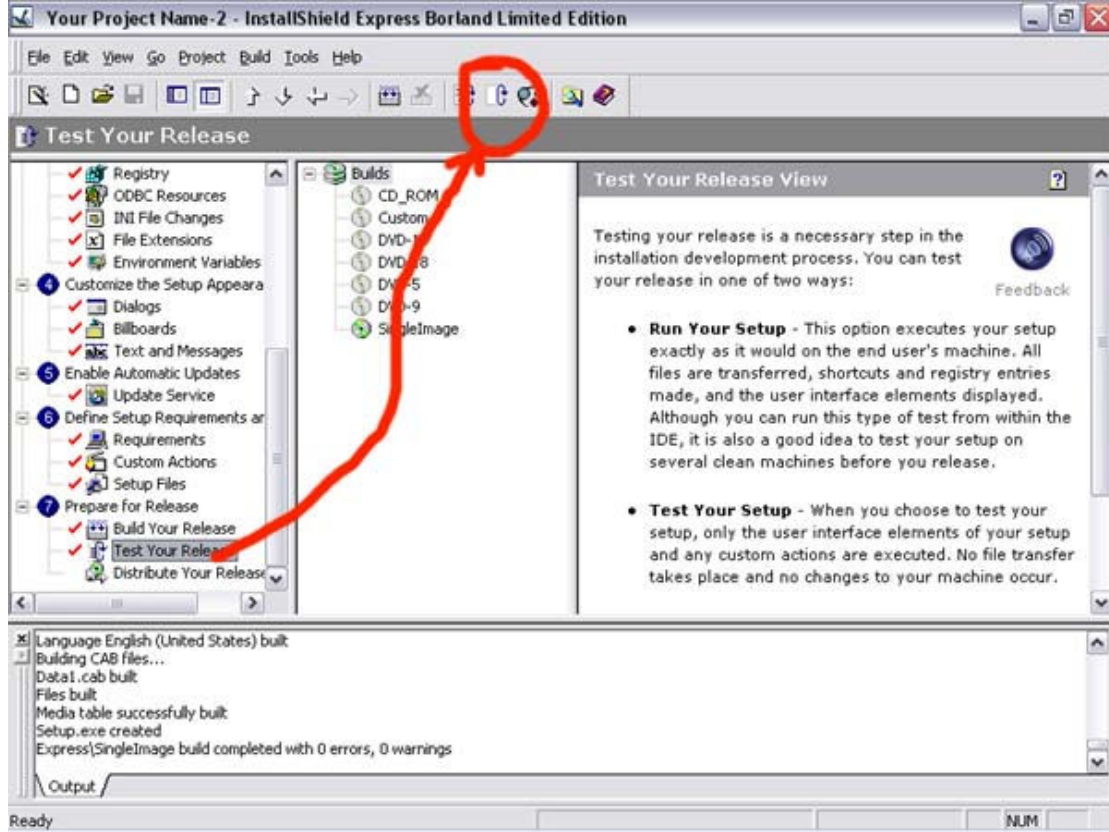 Your Project Name-2 - InstallShield Express Borland Limited Edition
File Edit View Go Project Build Tools Help
Test Your Release
Registry
ODBC Resources
INI File Changes
File Extensions
Environment Variables
4 Customize the Setup Appeara
Dialogs
Billboards
Text and Messages
5 Enable Automatic Updates
Update Service
6 Define Setup Requirements ar
Requirements
Custom Actions
Setup Files
7 Prepare for Release
Build Your Release
Test Your Release
Distribute Your Release
Builds
CD_ROM
Custom
DVD-9
SingleImage
Test Your Release View
Testing your release is a necessary step in the
installation development process. You can test
your release in one of two ways:
Feedback
• Run Your Setup - This option executes your setup
exactly as it would on the end user's machine. All
files are transferred, shortcuts and registry entries
made, and the user interface elements displayed.
Although you can run this type of test from within the
IDE, it is also a good idea to test your setup on
several clean machines before you release.
• Test Your Setup - When you choose to test your
setup, only the user interface elements of your setup
and any custom actions are executed. No file transfer
takes place and no changes to your machine occur.
Language English (United States) built
Building CAB files...
Data1.cab built
Files built
Media table successfully built
Setup.exe created
Express\SingleImage build completed with 0 errors, 0 warnings
Output
Ready
NUM